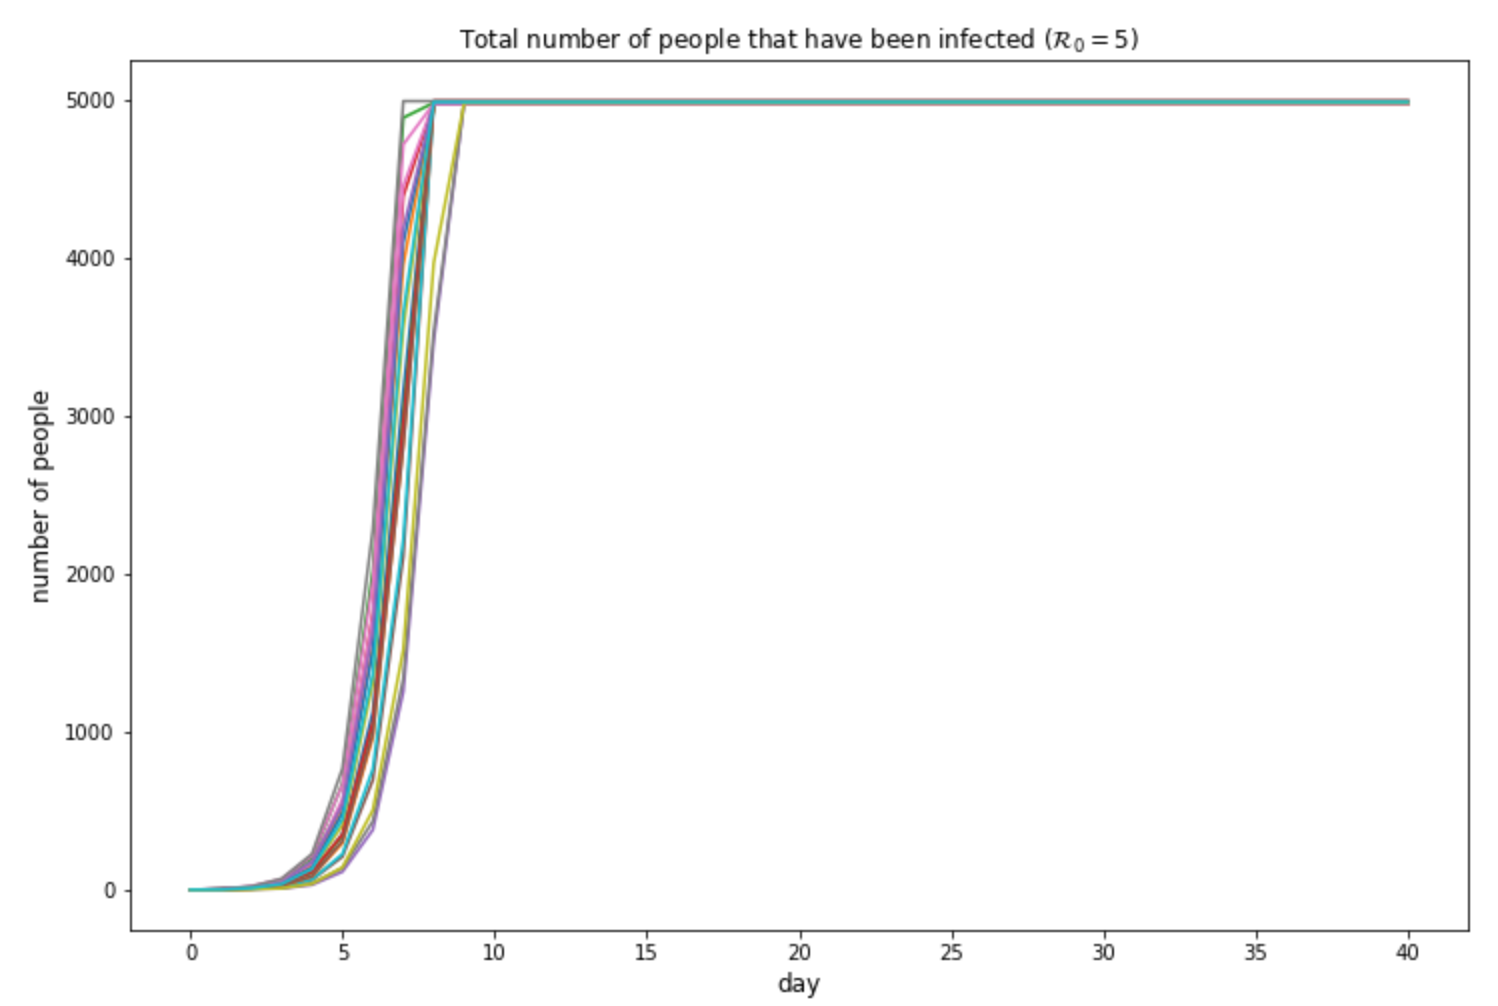 Total number of people that have been infected (ℛ₀ = 5)
number of people
5000
4000
3000
2000
1000
0
0 5 10 15 20 25 30 35 40
day